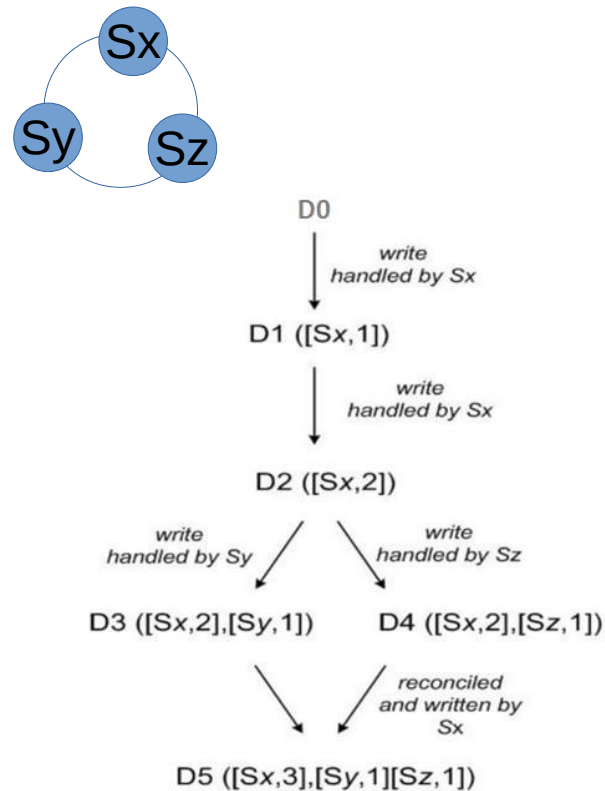 Sx
Sy
Sz
D0
write
handled by Sx
D1 ([Sx,1])
write
handled by Sx
D2 ([Sx,2])
write
handled by Sy
write
handled by Sz
D3 ([Sx,2],[Sy,1])
D4 ([Sx,2],[Sz,1])
reconciled
and written by
Sx
D5 ([Sx,3],[Sy,1][Sz,1])